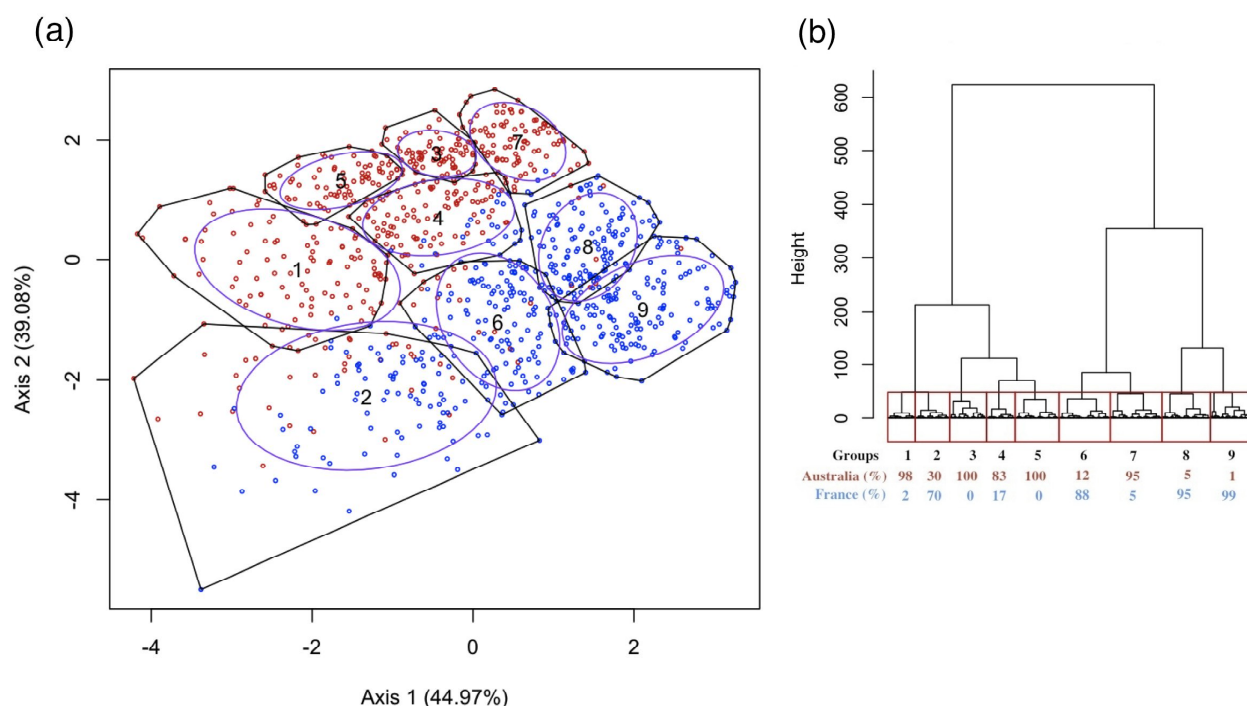 (a)
2
0
-2
-4
Axis 2 (39.08%)
7
3
5
4
8
1
9
6
2
-4 -2 0 2
Axis 1 (44.97%)
(b)
600
500
400
300
200
100
0
Height
Groups 1 2 3 4 5 6 7 8 9
Australia (%) 98 30 100 83 100 12 95 5 1
France (%) 2 70 0 17 0 88 5 95 99